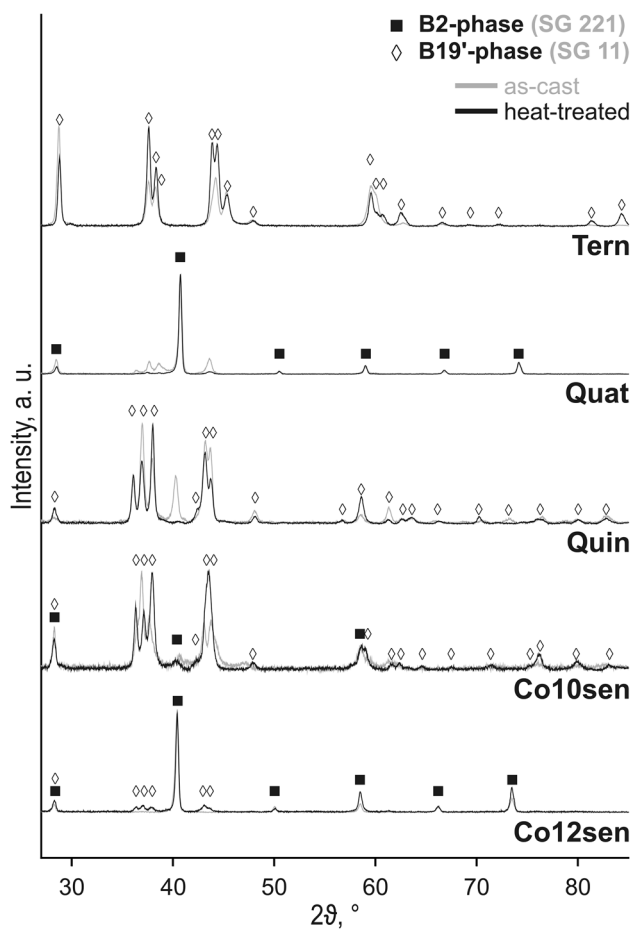 B2-phase (SG 221)
B19'-phase (SG 11)
as-cast
heat-treated
Tern
Quat
Intensity, a. u.
Quin
Co10sen
Co12sen
30 40 50 60 70 80
2ϑ, °